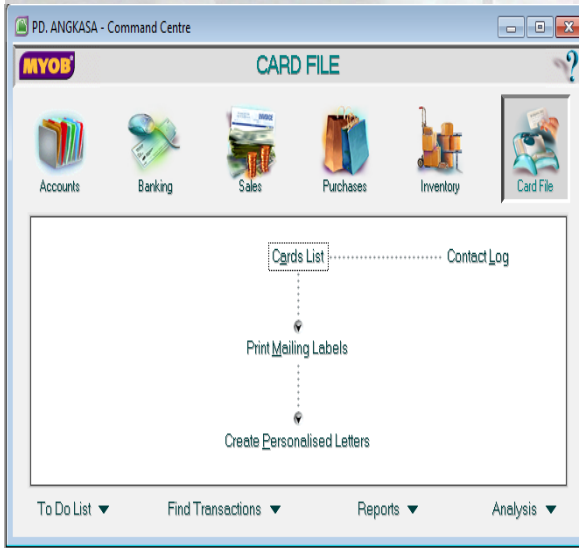 PD. ANGKASA - Command Centre
MYOB CARD FILE
Accounts Banking Sales Purchases Inventory Card File
Cards List Contact Log
Print Mailing Labels
Create Personalised Letters
To Do List Find Transactions Reports Analysis